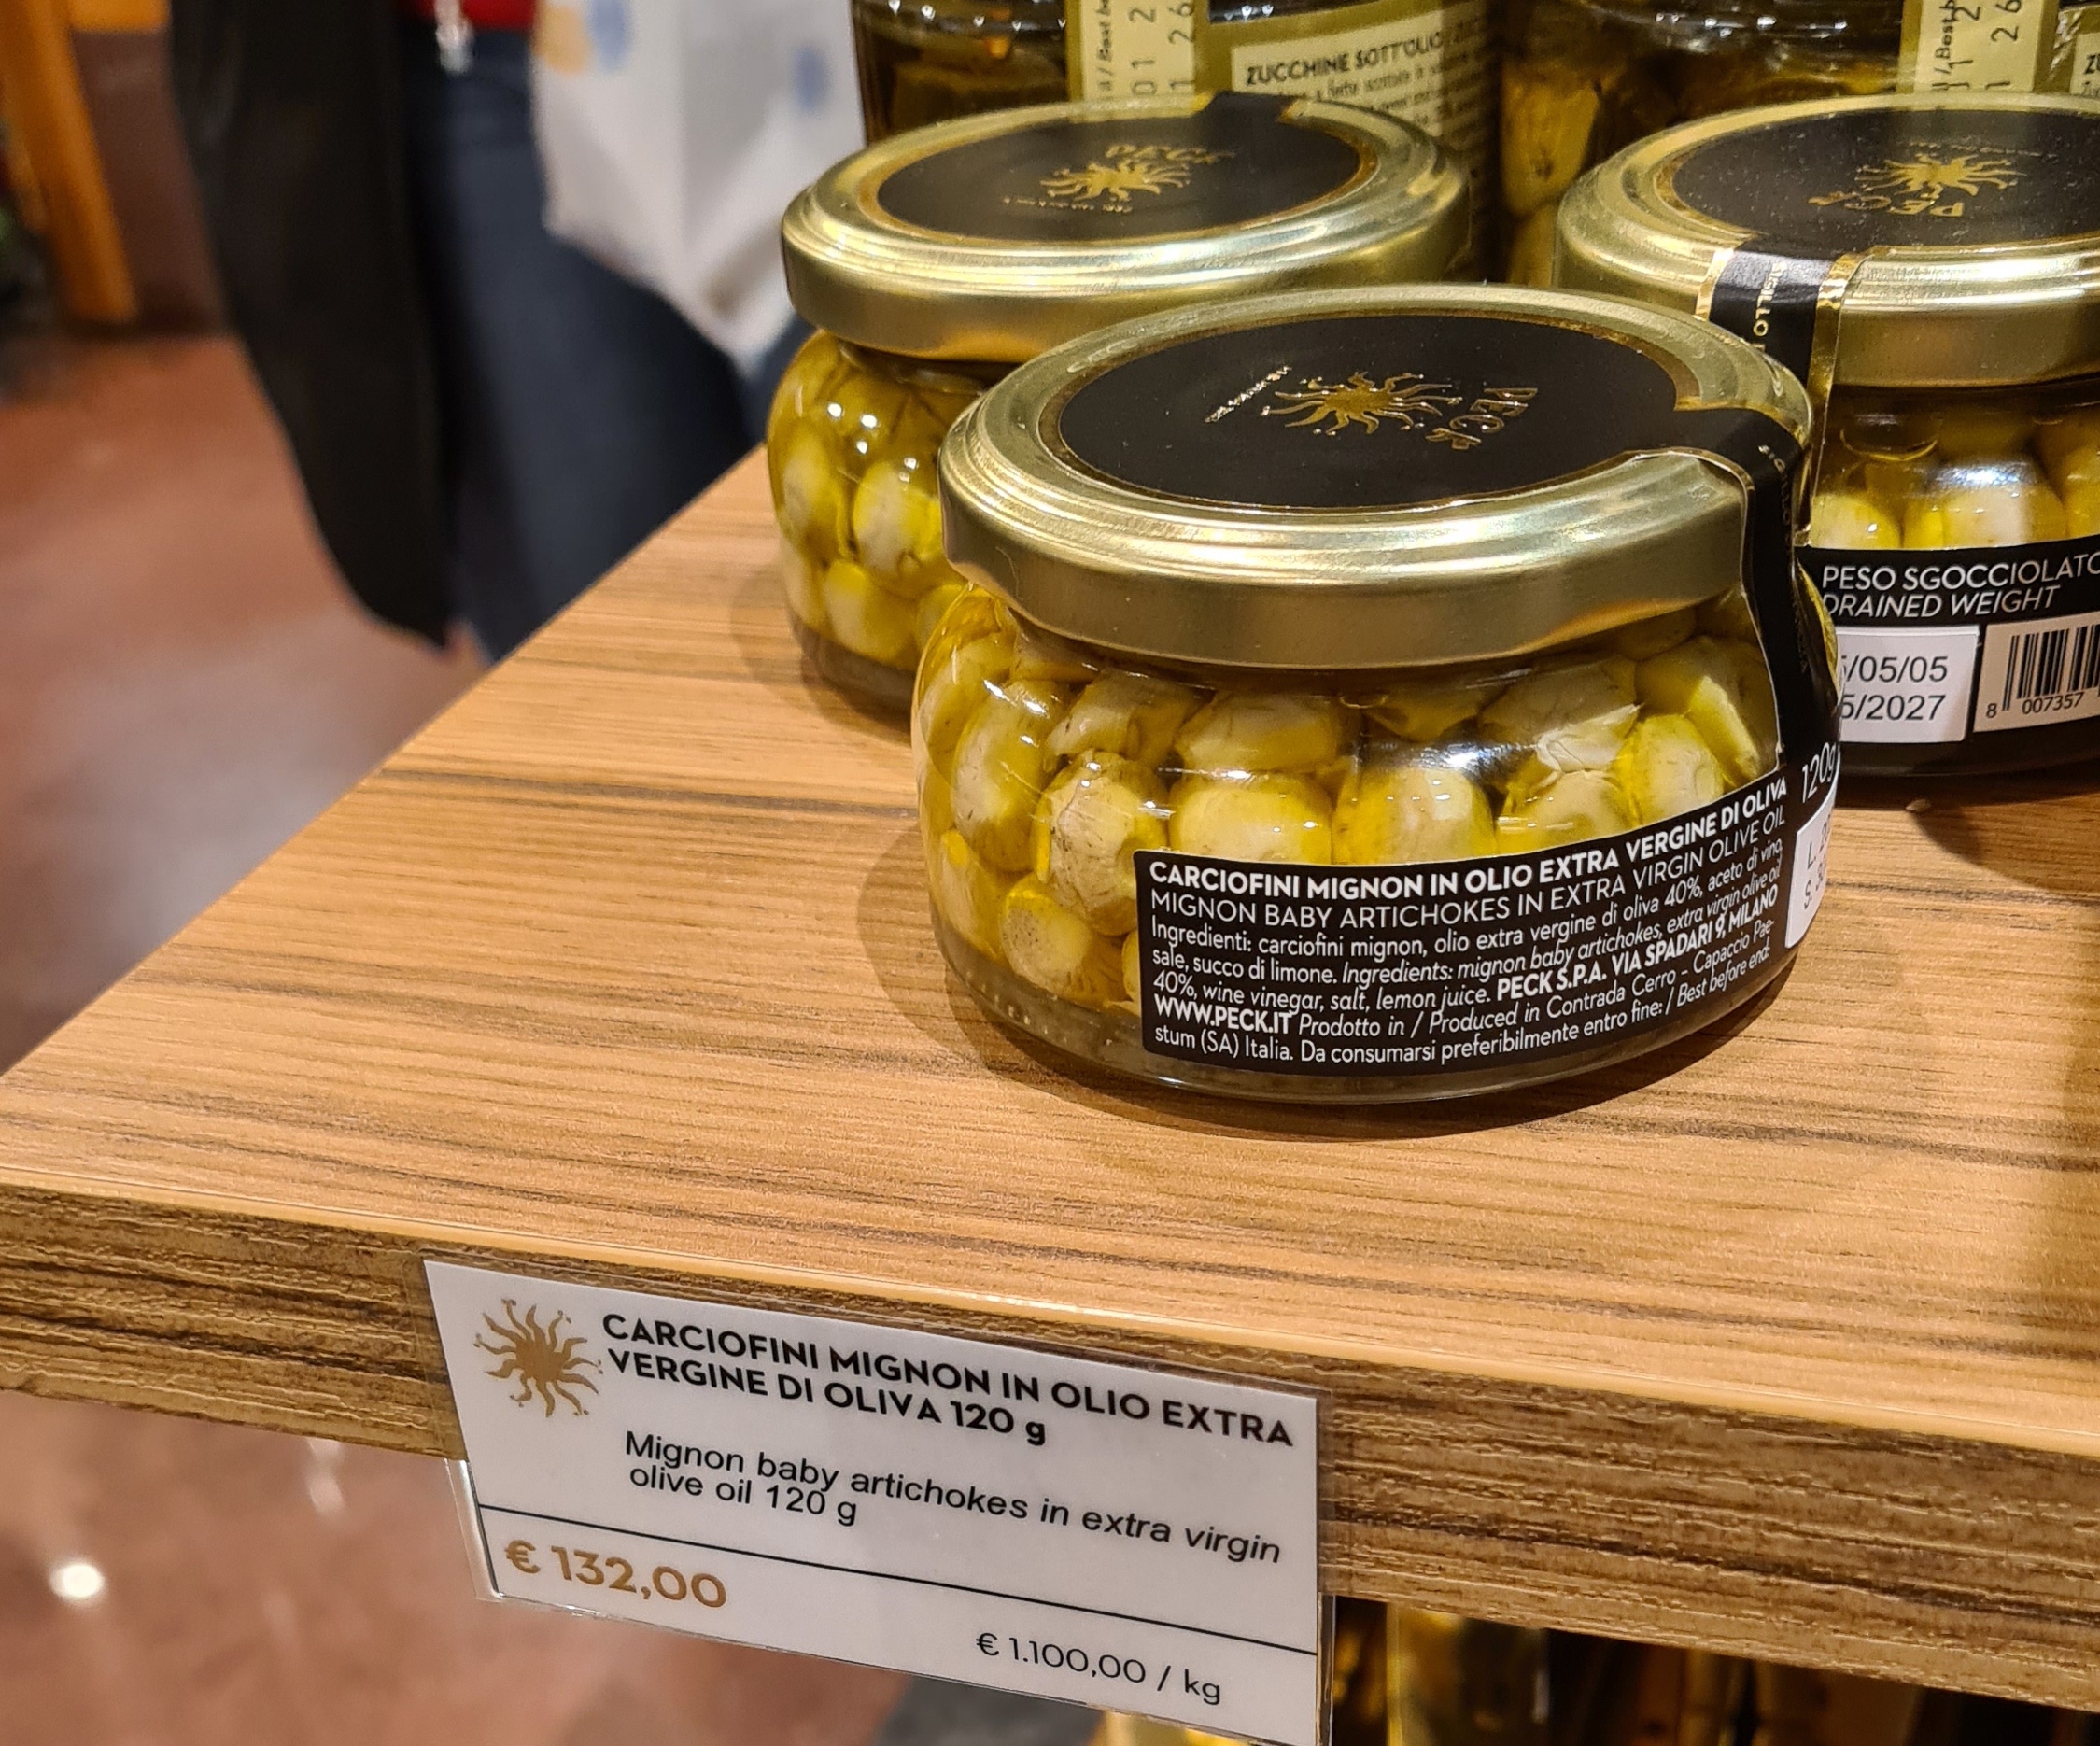 ZUCCHINE SOTT'OLIO
PECK
PECK
PECK
PESO SGOCCIOLATO
DRAINED WEIGHT
/05/05
5/2027
8 007357
120g
CARCIOFINI MIGNON IN OLIO EXTRA VERGINE DI OLIVA
MIGNON BABY ARTICHOKES IN EXTRA VIRGIN OLIVE OIL
Ingredienti: carciofini mignon, olio extra vergine di oliva 40%, aceto di vino,
sale, succo di limone. Ingredients: mignon baby artichokes, extra virgin olive oil
40%, wine vinegar, salt, lemon juice. PECK S.P.A. VIA SPADARI 9, MILANO
WWW.PECK.IT Prodotto in / Produced in Contrada Cerro - Capaccio Pae-
stum (SA) Italia. Da consumarsi preferibilmente entro fine: / Best before end:
CARCIOFINI MIGNON IN OLIO EXTRA
VERGINE DI OLIVA 120 g
Mignon baby artichokes in extra virgin
olive oil 120 g
€ 132,00
€ 1.100,00 / kg